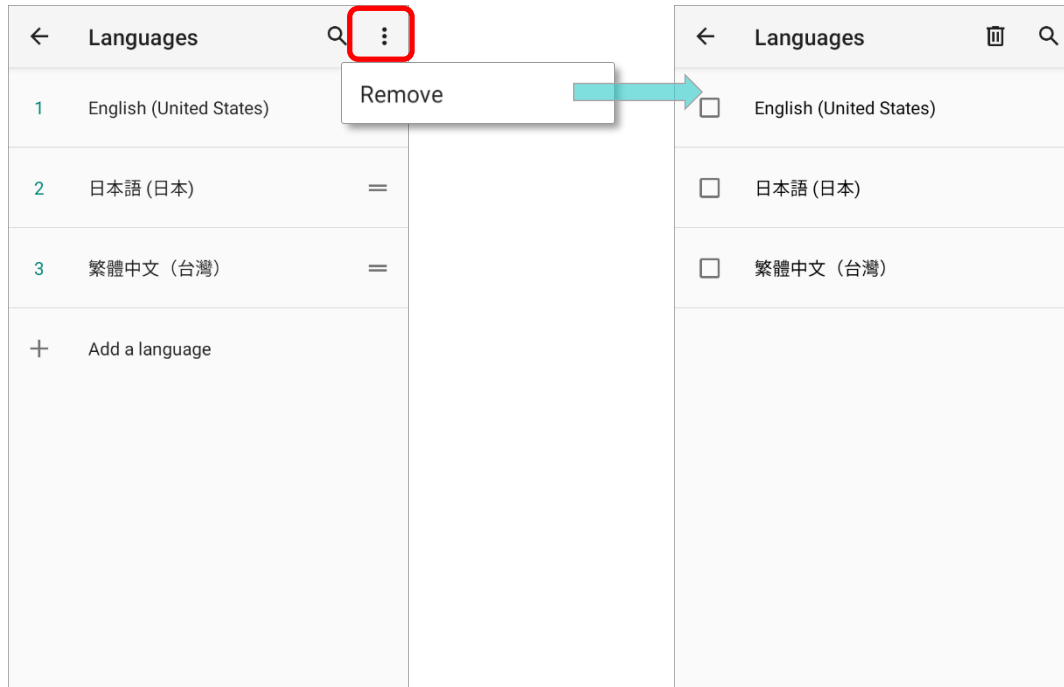 Languages
Remove
1 English (United States)
2 日本語 (日本)
3 繁體中文（台灣）
Add a language
Languages
English (United States)
日本語 (日本)
繁體中文（台灣）